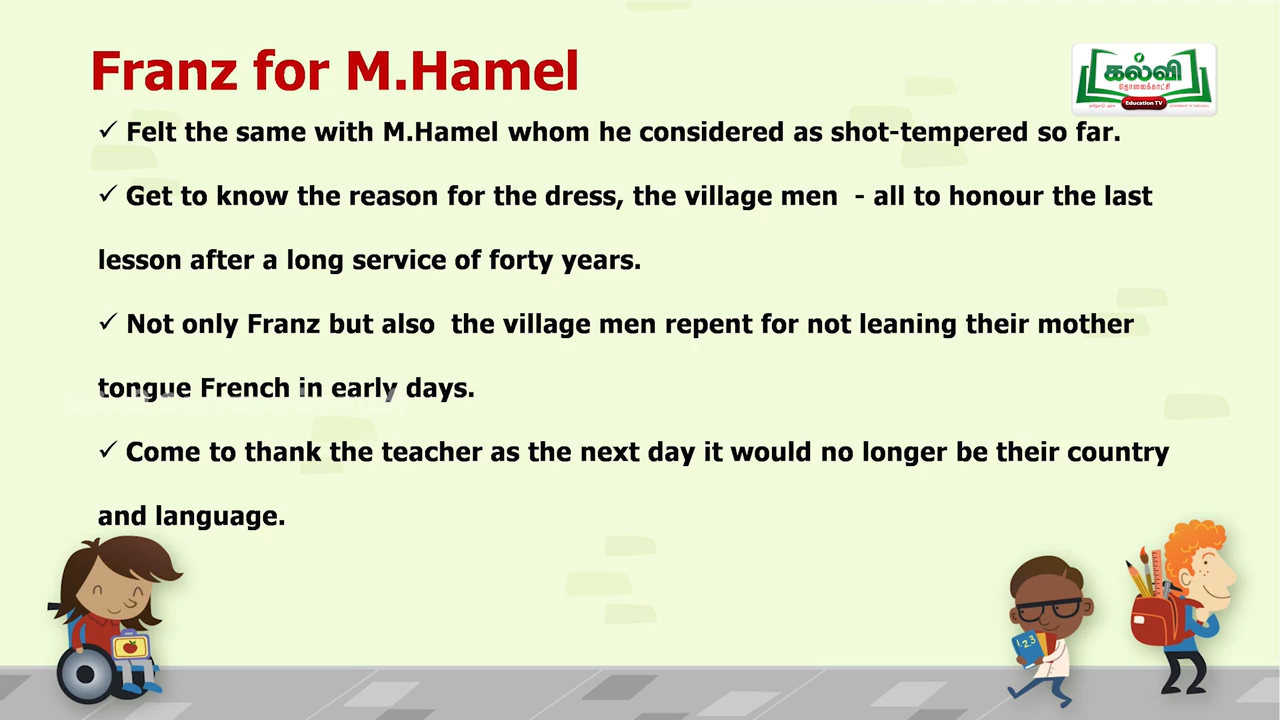 Franz for M.Hamel
கல்வி
தொலைக்காட்சி
Education TV
✓ Felt the same with M.Hamel whom he considered as shot-tempered so far.
✓ Get to know the reason for the dress, the village men - all to honour the last
lesson after a long service of forty years.
✓ Not only Franz but also the village men repent for not leaning their mother
tongue French in early days.
✓ Come to thank the teacher as the next day it would no longer be their country
and language.
1 2 3